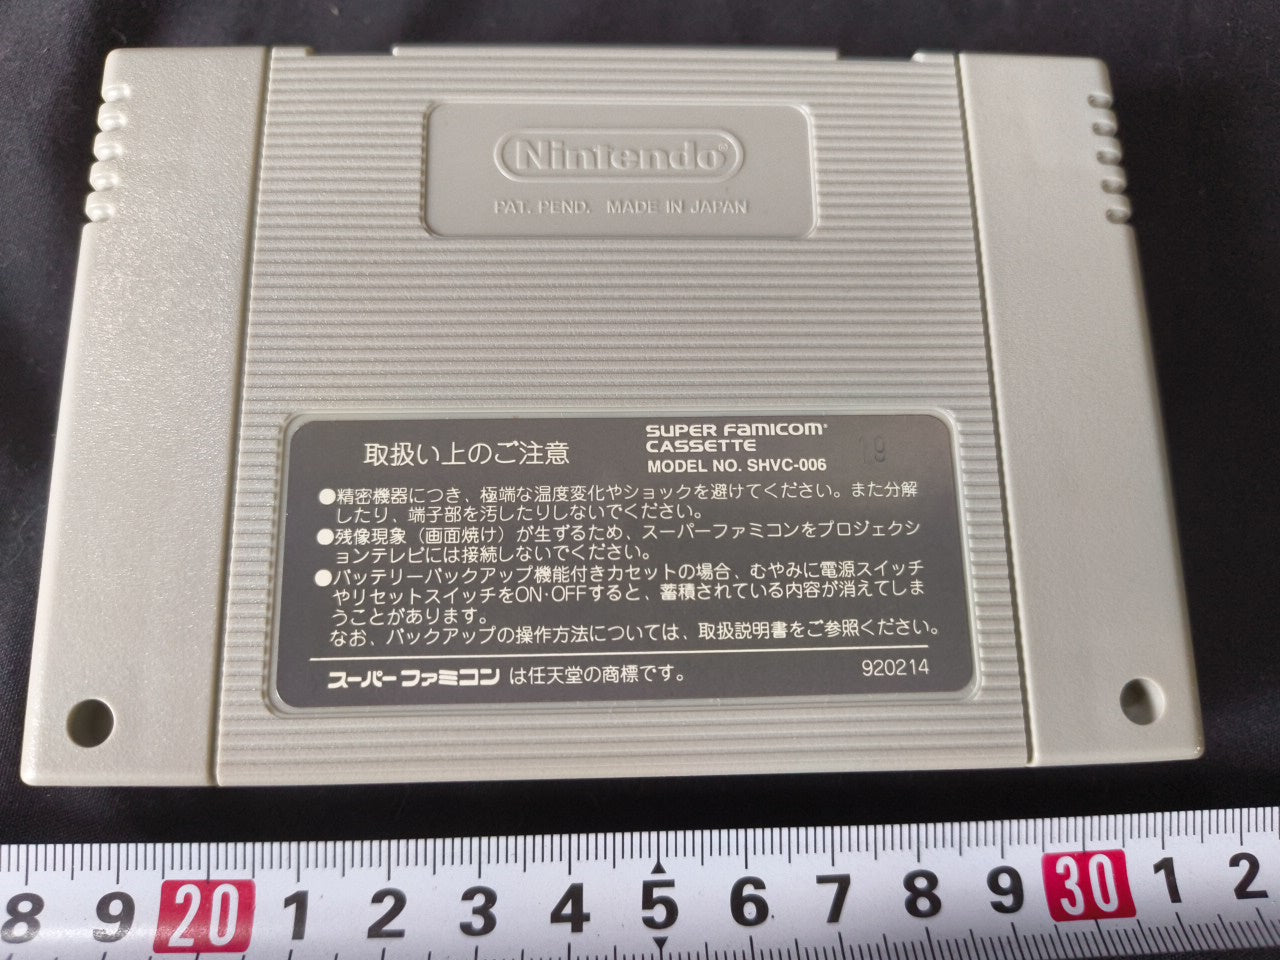 Nintendo®
PAT. PEND. MADE IN JAPAN
取扱い上のご注意
SUPER FAMICOM®
CASSETTE
MODEL NO. SHVC-006
19
●精密機器につき、極端な温度変化やショックを避けてください。また分解
したり、端子部を汚したりしないでください。
●残像現象（画面焼け）が生ずるため、スーパーファミコンをプロジェクシ
ョンテレビには接続しないでください。
●バッテリーバックアップ機能付きカセットの場合、むやみに電源スイッチ
やリセットスイッチをON·OFFすると、蓄積されている内容が消えてしま
うことがあります。
なお、バックアップの操作方法については、取扱説明書をご参照ください。
スーパーファミコン は任天堂の商標です。
920214
8 9 20 1 2 3 4 5 6 7 8 9 30 1 2